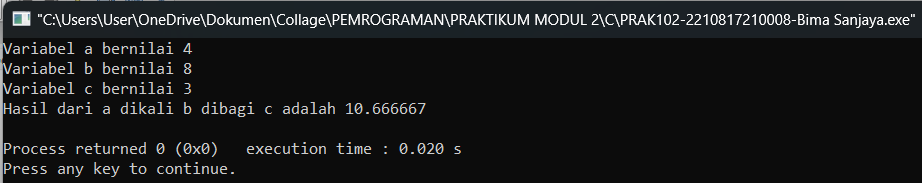 "C:\Users\User\OneDrive\Dokumen\Collage\PEMROGRAMAN\PRAKTIKUM MODUL 2\C\PRAK102-2210817210008-Bima Sanjaya.exe"
Variabel a bernilai 4
Variabel b bernilai 8
Variabel c bernilai 3
Hasil dari a dikali b dibagi c adalah 10.666667
Process returned 0 (0x0)   execution time : 0.020 s
Press any key to continue.